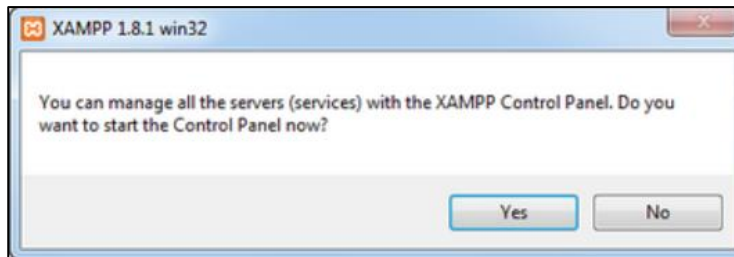 XAMPP 1.8.1 win32
You can manage all the servers (services) with the XAMPP Control Panel. Do you
want to start the Control Panel now?
Yes No